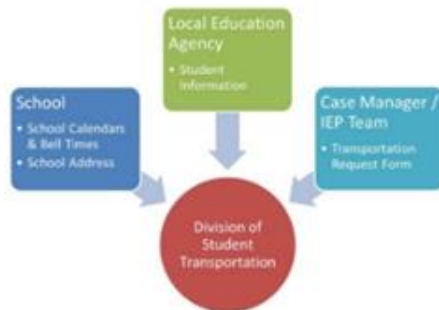 Local Education
Agency
• Student
Information
School
• School Calendars
& Bell Times
• School Address
Case Manager /
IEP Team
• Transportation
Request Form
Division of
Student
Transportation